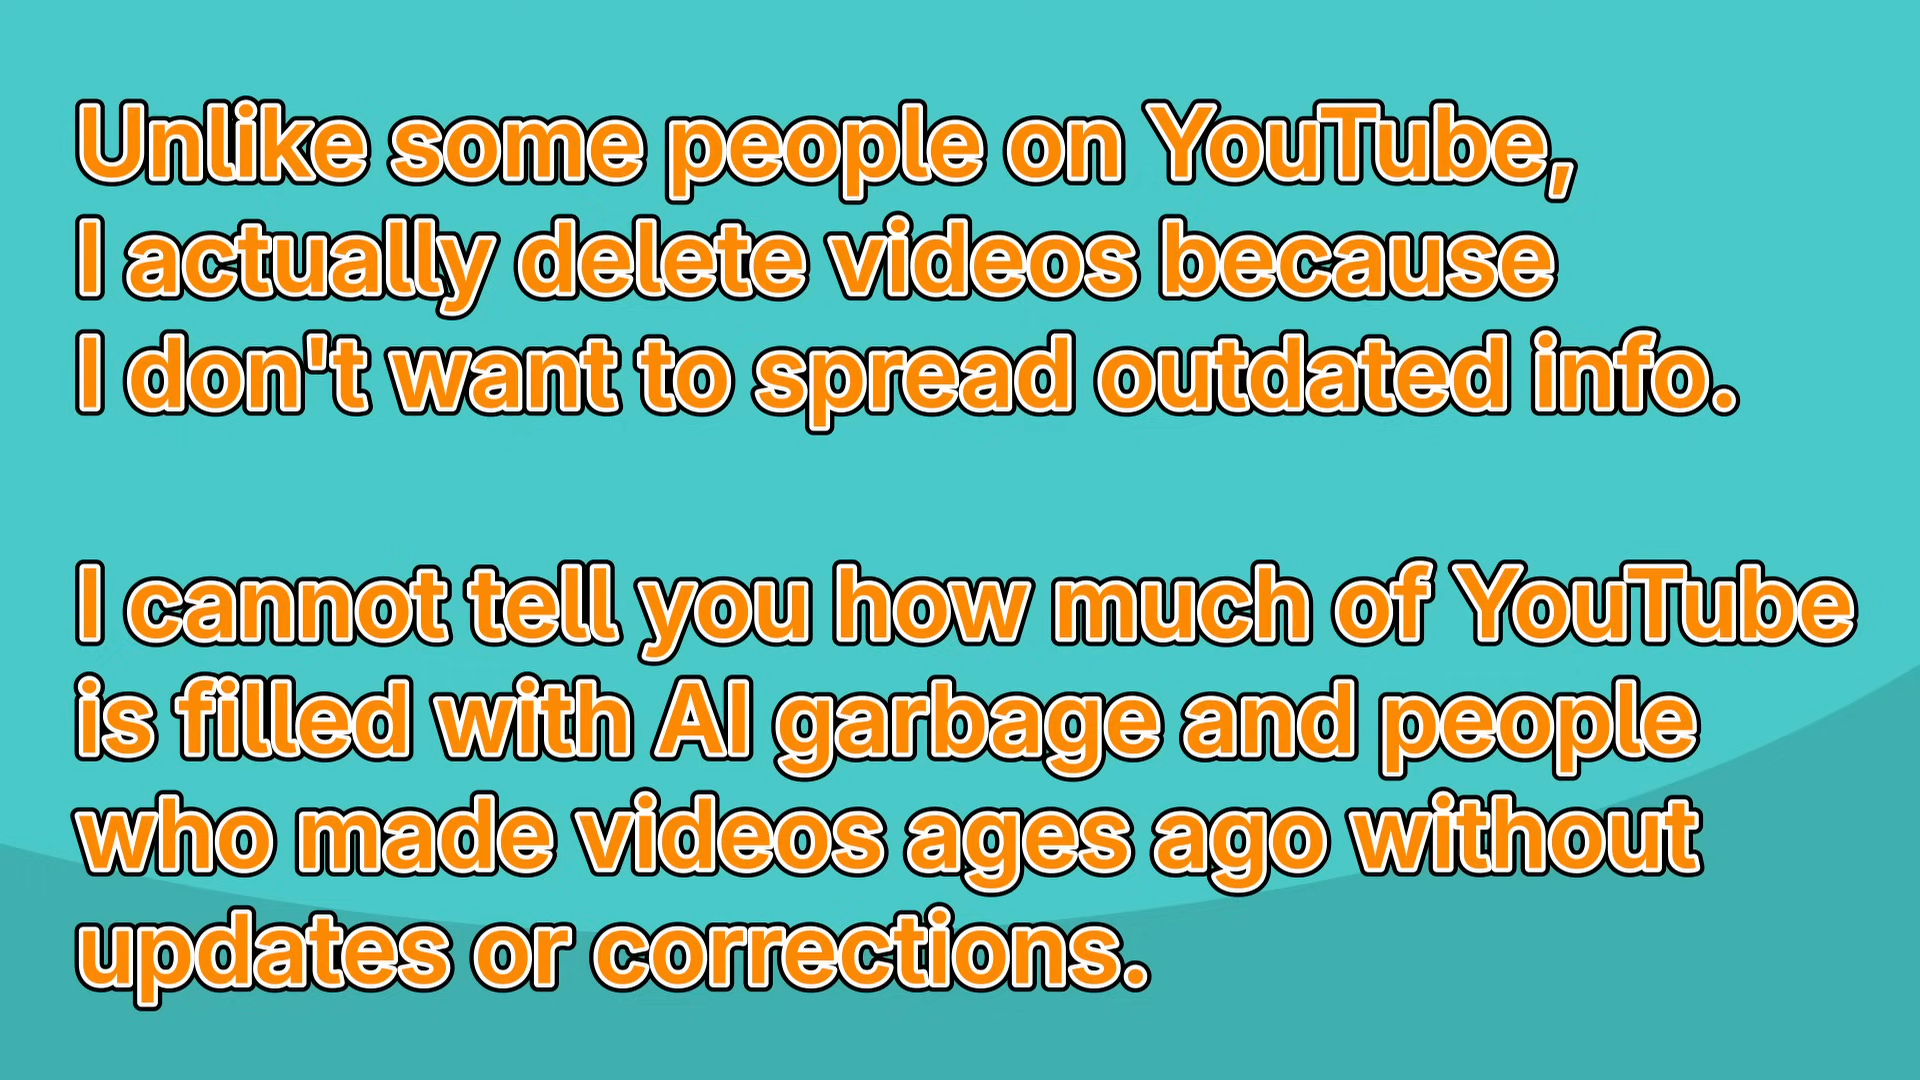 Unlike some people on YouTube,
I actually delete videos because
I don't want to spread outdated info.
I cannot tell you how much of YouTube
is filled with AI garbage and people
who made videos ages ago without
updates or corrections.